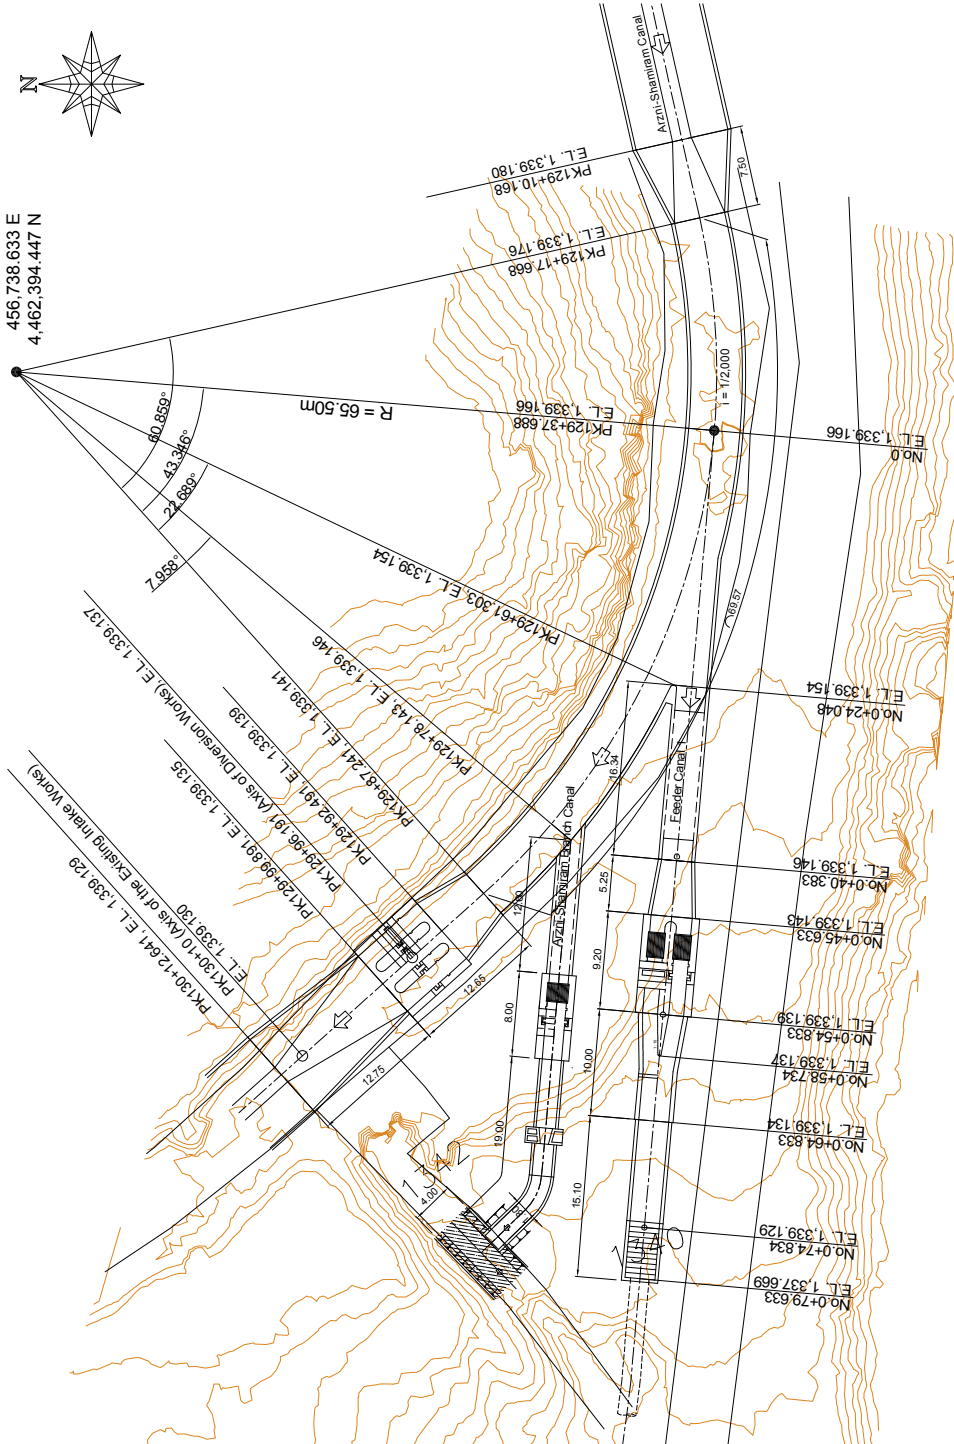 N
456,738.633 E
4,462,394.447 N
Arzni-Shamiram Canal
Arzni-Shamiram Canal
E.L. 1,339.180
PK129+10.168
7.50
E.L. 1,339.176
PK129+17.668
60.859°
43.346°
22.689°
7.958°
R = 65.50m
E.L. 1,339.166
PK129+37.688
i = 1/2,000
E.L. 1,339.166
No.0
PK129+61.303, E.L. 1,339.154
PK129+78.143 E.L. 1,339.146
PK129+87.241, E.L. 1,339.141
PK129+92.491 E.L. 1,339.139
PK129+96.191 (Axis of Diversion Works), E.L. 1,339.137
PK129+99.891, E.L. 1,339.135
PK130+10 (Axis of the Existing Intake Works)
E.L. 1,339.130
PK130+12.641, E.L. 1,339.129
69.57
E.L. 1,339.154
No.0+24.048
16.34
Feeder Canal
Arzni-Shamiram Branch Canal
12.00
5.25
E.L. 1,339.146
No.0+40.383
E.L. 1,339.143
No.0+45.633
9.20
12.65
8.00
E.L. 1,339.139
No.0+54.833
E.L. 1,339.137
No.0+58.734
10.00
12.75
19.00
E.L. 1,339.134
No.0+64.833
15.10
4.00
E.L. 1,339.129
No.0+74.834
E.L. 1,337.669
No.0+79.633